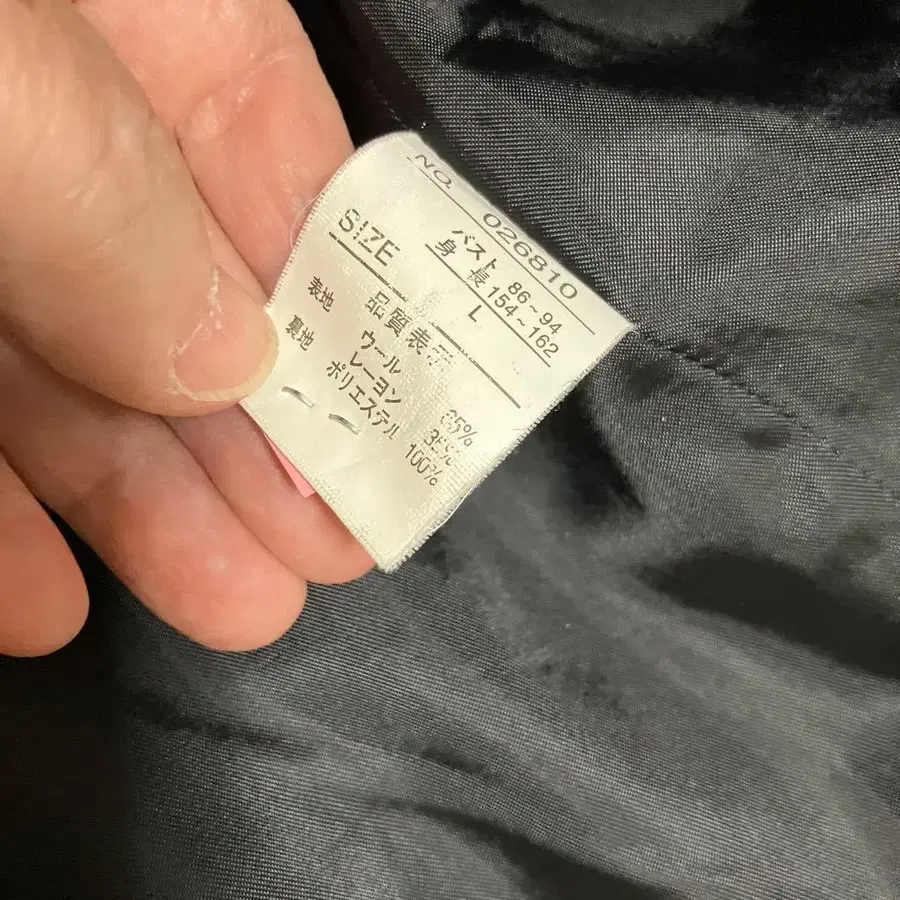 NO. 026810
SIZE
バスト 86~94
身長 154~162
L
品質表示
表地 ウール 65%
レーヨン 35%
裏地 ポリエステル 100%